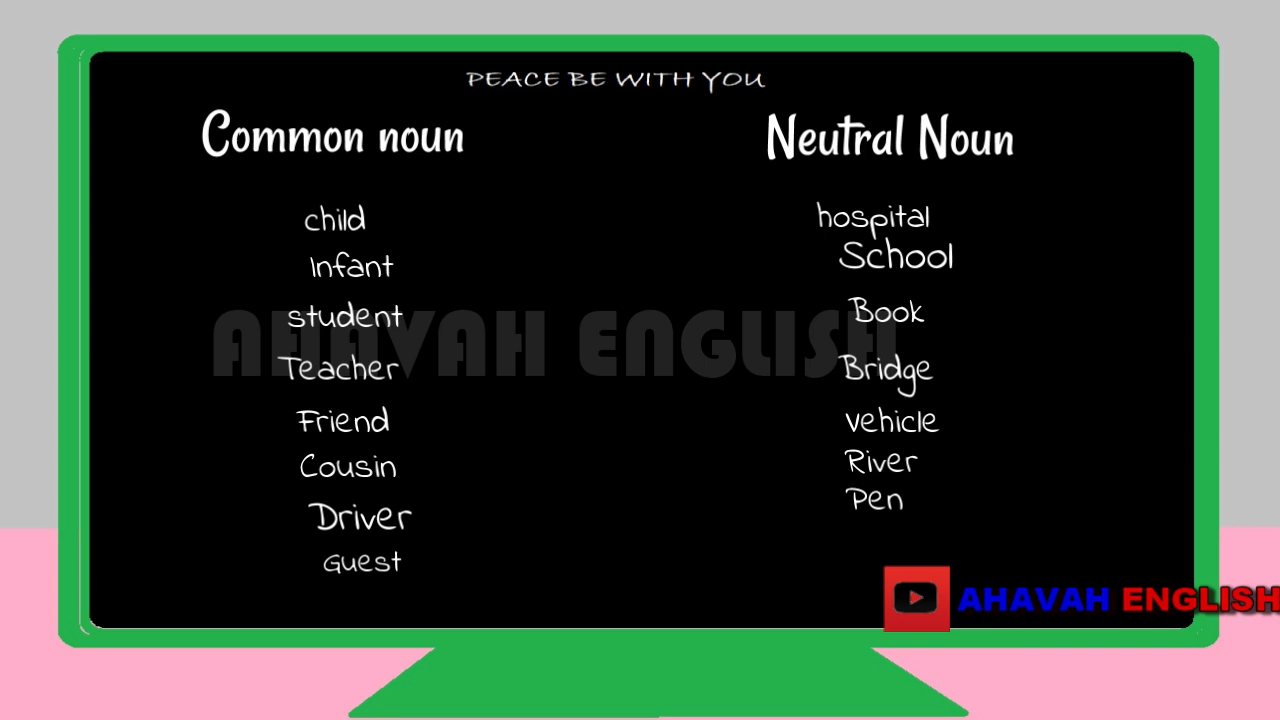 PEACE BE WITH YOU
Common noun
child
Infant
student
Teacher
Friend
Cousin
Driver
Guest
Neutral Noun
hospital
School
Book
Bridge
vehicle
River
Pen
AHAVAH ENGLISH
AHAVAH ENGLISH